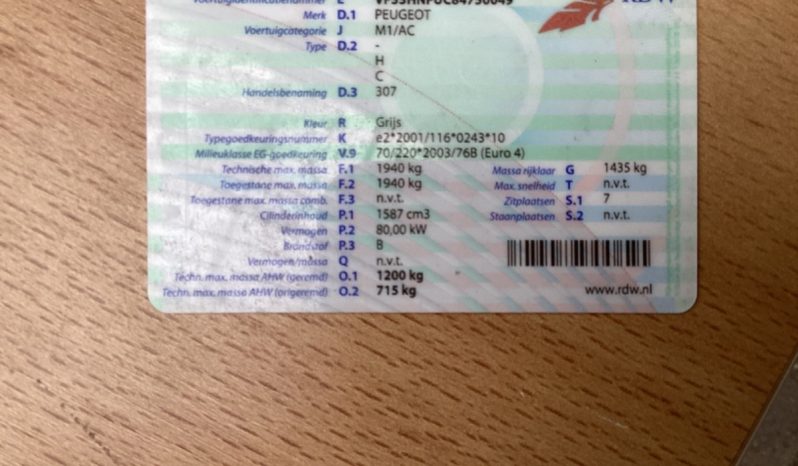 Merk D.1 PEUGEOT
Voertuigcategorie J M1/AC
Type D.2 -
H
C
Handelsbenaming D.3 307
Kleur R Grijs
Typegoedkeuringsnummer K e2*2001/116*0243*10
Milieuklasse EG-goedkeuring V.9 70/220*2003/76B (Euro 4)
Technische max. massa F.1 1940 kg
Toegestane max. massa F.2 1940 kg
Toegestane max. massa comb. F.3 n.v.t.
Cilinderinhoud P.1 1587 cm3
Vermogen P.2 80,00 kW
Brandstof P.3 B
Vermogen/massa Q n.v.t.
Techn. max. massa AHW (geremd) O.1 1200 kg
Techn. max. massa AHW (ongeremd) O.2 715 kg
Massa rijklaar G 1435 kg
Max. snelheid T n.v.t.
Zitplaatsen S.1 7
Staanplaatsen S.2 n.v.t.
www.rdw.nl